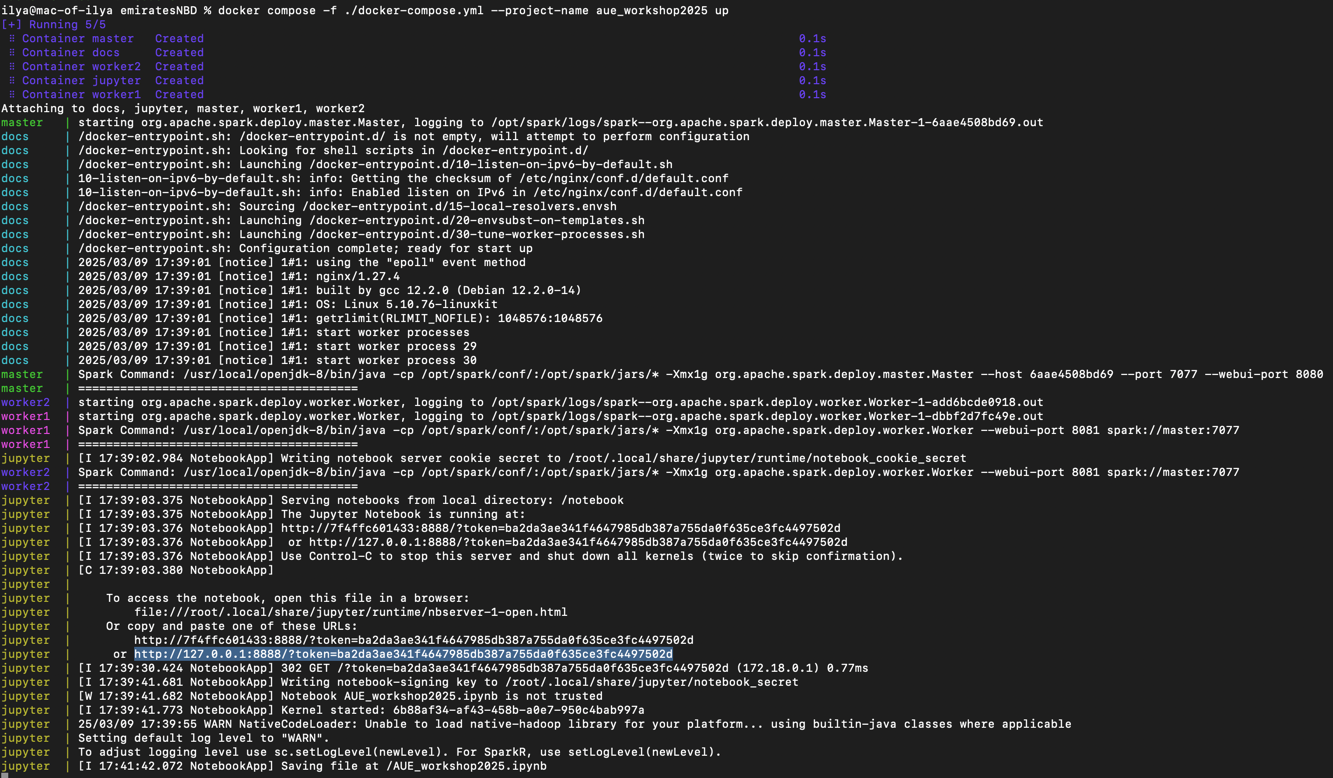 ilya@mac-of-ilya emiratesNBD % docker compose -f ./docker-compose.yml --project-name aue_workshop2025 up
[+] Running 5/5
⠿ Container master Created 0.1s
⠿ Container docs Created 0.1s
⠿ Container worker2 Created 0.1s
⠿ Container jupyter Created 0.1s
⠿ Container worker1 Created 0.1s
Attaching to docs, jupyter, master, worker1, worker2
master | starting org.apache.spark.deploy.master.Master, logging to /opt/spark/logs/spark--org.apache.spark.deploy.master.Master-1-6aae4508bd69.out
docs | /docker-entrypoint.sh: /docker-entrypoint.d/ is not empty, will attempt to perform configuration
docs | /docker-entrypoint.sh: Looking for shell scripts in /docker-entrypoint.d/
docs | /docker-entrypoint.sh: Launching /docker-entrypoint.d/10-listen-on-ipv6-by-default.sh
docs | 10-listen-on-ipv6-by-default.sh: info: Getting the checksum of /etc/nginx/conf.d/default.conf
docs | 10-listen-on-ipv6-by-default.sh: info: Enabled listen on IPv6 in /etc/nginx/conf.d/default.conf
docs | /docker-entrypoint.sh: Sourcing /docker-entrypoint.d/15-local-resolvers.envsh
docs | /docker-entrypoint.sh: Launching /docker-entrypoint.d/20-envsubst-on-templates.sh
docs | /docker-entrypoint.sh: Launching /docker-entrypoint.d/30-tune-worker-processes.sh
docs | /docker-entrypoint.sh: Configuration complete; ready for start up
docs | 2025/03/09 17:39:01 [notice] 1#1: using the "epoll" event method
docs | 2025/03/09 17:39:01 [notice] 1#1: nginx/1.27.4
docs | 2025/03/09 17:39:01 [notice] 1#1: built by gcc 12.2.0 (Debian 12.2.0-14)
docs | 2025/03/09 17:39:01 [notice] 1#1: OS: Linux 5.10.76-linuxkit
docs | 2025/03/09 17:39:01 [notice] 1#1: getrlimit(RLIMIT_NOFILE): 1048576:1048576
docs | 2025/03/09 17:39:01 [notice] 1#1: start worker processes
docs | 2025/03/09 17:39:01 [notice] 1#1: start worker process 29
docs | 2025/03/09 17:39:01 [notice] 1#1: start worker process 30
master | Spark Command: /usr/local/openjdk-8/bin/java -cp /opt/spark/conf/:/opt/spark/jars/* -Xmx1g org.apache.spark.deploy.master.Master --host 6aae4508bd69 --port 7077 --webui-port 8080
master | ========================================
worker2 | starting org.apache.spark.deploy.worker.Worker, logging to /opt/spark/logs/spark--org.apache.spark.deploy.worker.Worker-1-add6bcde0918.out
worker1 | starting org.apache.spark.deploy.worker.Worker, logging to /opt/spark/logs/spark--org.apache.spark.deploy.worker.Worker-1-dbbf2d7fc49e.out
worker1 | Spark Command: /usr/local/openjdk-8/bin/java -cp /opt/spark/conf/:/opt/spark/jars/* -Xmx1g org.apache.spark.deploy.worker.Worker --webui-port 8081 spark://master:7077
worker1 | ========================================
jupyter | [I 17:39:02.984 NotebookApp] Writing notebook server cookie secret to /root/.local/share/jupyter/runtime/notebook_cookie_secret
worker2 | Spark Command: /usr/local/openjdk-8/bin/java -cp /opt/spark/conf/:/opt/spark/jars/* -Xmx1g org.apache.spark.deploy.worker.Worker --webui-port 8081 spark://master:7077
worker2 | ========================================
jupyter | [I 17:39:03.375 NotebookApp] Serving notebooks from local directory: /notebook
jupyter | [I 17:39:03.375 NotebookApp] The Jupyter Notebook is running at:
jupyter | [I 17:39:03.376 NotebookApp] http://7f4ffc601433:8888/?token=ba2da3ae341f4647985db387a755da0f635ce3fc4497502d
jupyter | [I 17:39:03.376 NotebookApp]  or http://127.0.0.1:8888/?token=ba2da3ae341f4647985db387a755da0f635ce3fc4497502d
jupyter | [I 17:39:03.376 NotebookApp] Use Control-C to stop this server and shut down all kernels (twice to skip confirmation).
jupyter | [C 17:39:03.380 NotebookApp]
jupyter |
jupyter |     To access the notebook, open this file in a browser:
jupyter |         file:///root/.local/share/jupyter/runtime/nbserver-1-open.html
jupyter |     Or copy and paste one of these URLs:
jupyter |         http://7f4ffc601433:8888/?token=ba2da3ae341f4647985db387a755da0f635ce3fc4497502d
jupyter |      or http://127.0.0.1:8888/?token=ba2da3ae341f4647985db387a755da0f635ce3fc4497502d
jupyter | [I 17:39:30.424 NotebookApp] 302 GET /?token=ba2da3ae341f4647985db387a755da0f635ce3fc4497502d (172.18.0.1) 0.77ms
jupyter | [I 17:39:41.681 NotebookApp] Writing notebook-signing key to /root/.local/share/jupyter/notebook_secret
jupyter | [W 17:39:41.682 NotebookApp] Notebook AUE_workshop2025.ipynb is not trusted
jupyter | [I 17:39:41.773 NotebookApp] Kernel started: 6b88af34-af43-458b-a0e7-950c4bab997a
jupyter | 25/03/09 17:39:55 WARN NativeCodeLoader: Unable to load native-hadoop library for your platform... using builtin-java classes where applicable
jupyter | Setting default log level to "WARN".
jupyter | To adjust logging level use sc.setLogLevel(newLevel). For SparkR, use setLogLevel(newLevel).
jupyter | [I 17:41:42.072 NotebookApp] Saving file at /AUE_workshop2025.ipynb